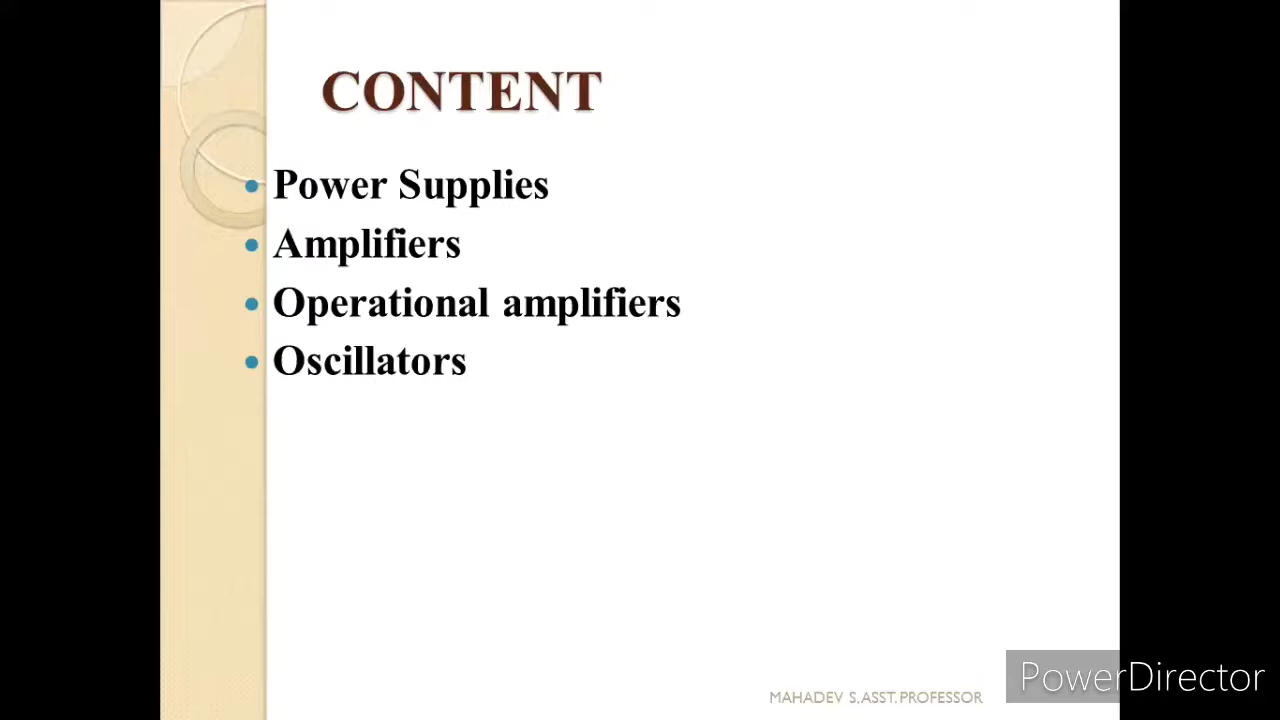 CONTENT
• Power Supplies
• Amplifiers
• Operational amplifiers
• Oscillators
MAHADEV S,ASST.PROFESSOR
PowerDirector